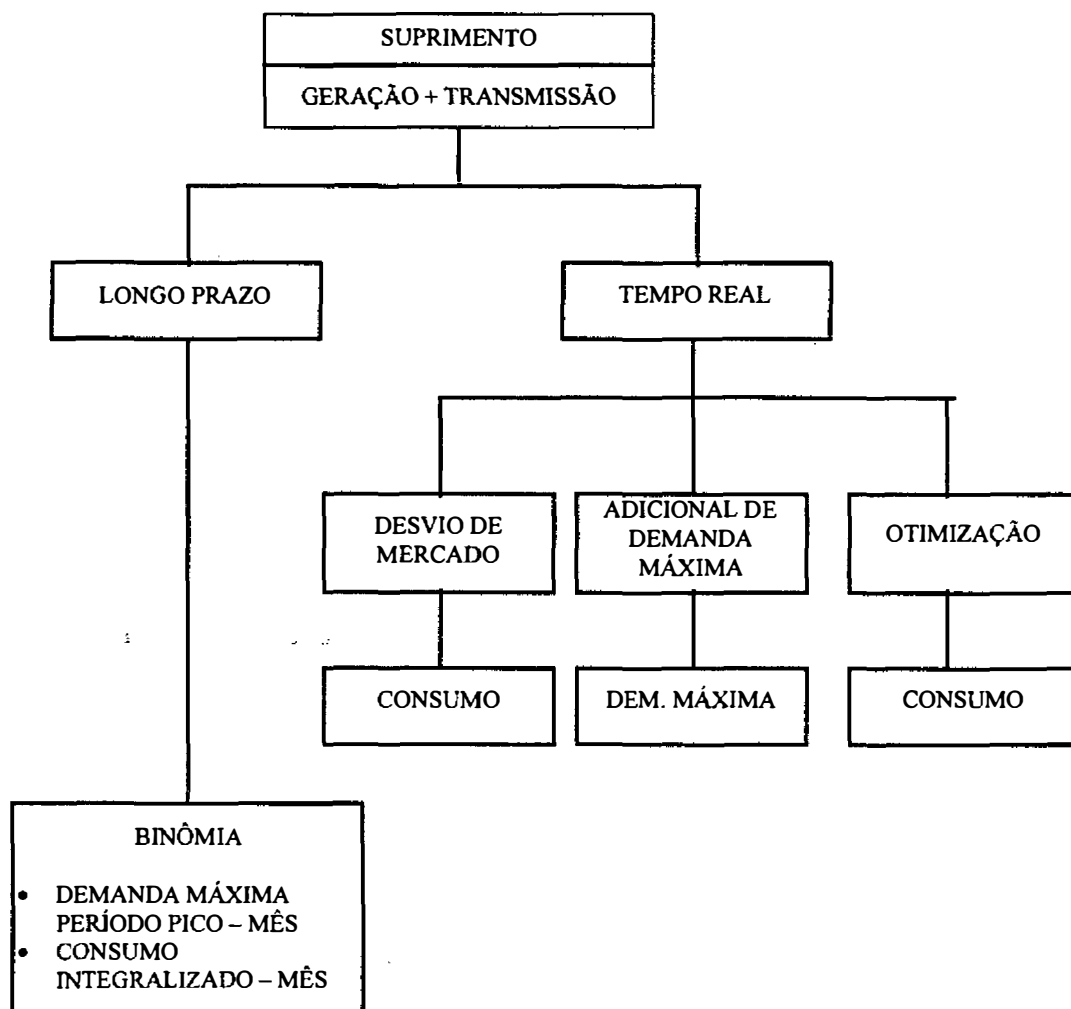 SUPRIMENTO
GERAÇÃO + TRANSMISSÃO
LONGO PRAZO
TEMPO REAL
DESVIO DE
MERCADO
ADICIONAL DE
DEMANDA
MÁXIMA
OTIMIZAÇÃO
CONSUMO
DEM. MÁXIMA
CONSUMO
BINÔMIA
• DEMANDA MÁXIMA
PERÍODO PICO – MÊS
• CONSUMO
INTEGRALIZADO – MÊS